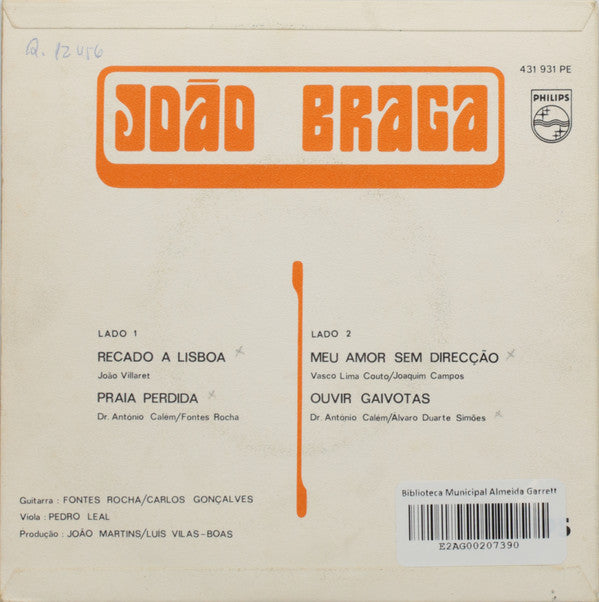 Q. 12456
431 931 PE
JOÃO BRAGA
PHILIPS
LADO 1
RECADO A LISBOA
João Villaret
PRAIA PERDIDA
Dr. António Calém/Fontes Rocha
LADO 2
MEU AMOR SEM DIRECÇÃO
Vasco Lima Couto/Joaquim Campos
OUVIR GAIVOTAS
Dr. António Calém/Álvaro Duarte Simões
Guitarra : FONTES ROCHA/CARLOS GONÇALVES
Viola : PEDRO LEAL
Produção : JOÃO MARTINS/LUÍS VILAS-BOAS
Biblioteca Municipal Almeida Garrett
E2AG00207390